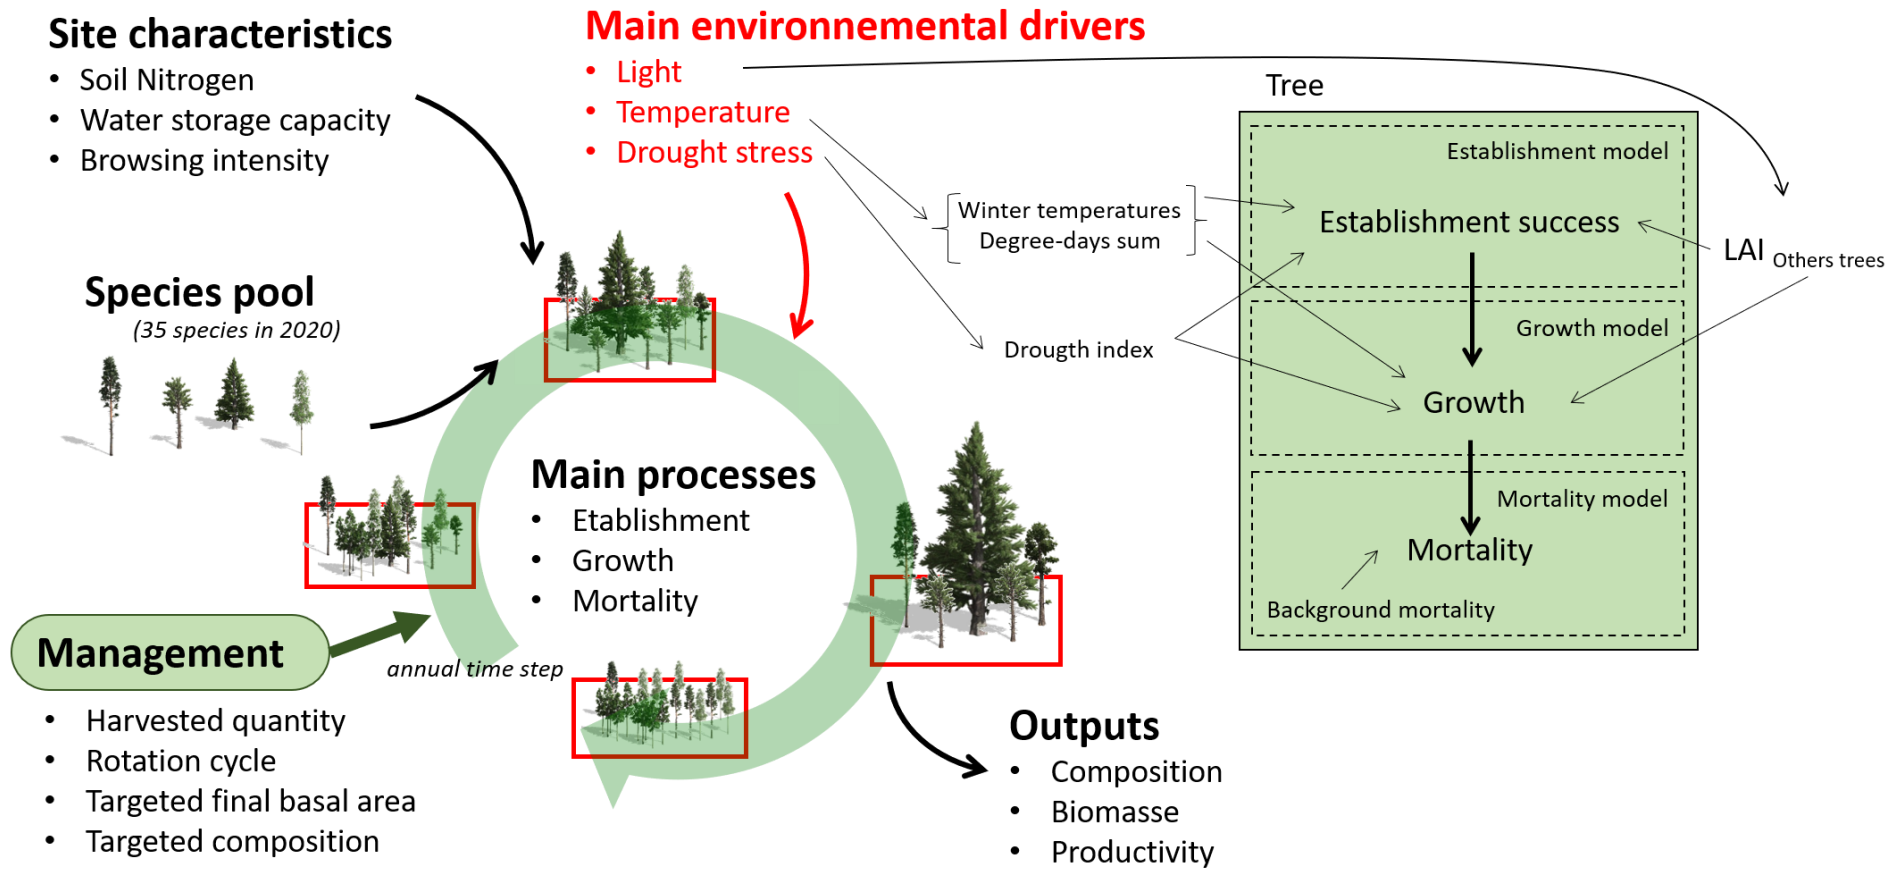 Site characteristics
• Soil Nitrogen
• Water storage capacity
• Browsing intensity
Main environnemental drivers
• Light
• Temperature
• Drought stress
Species pool
(35 species in 2020)
Main processes
• Etablishment
• Growth
• Mortality
annual time step
Management
• Harvested quantity
• Rotation cycle
• Targeted final basal area
• Targeted composition
Outputs
• Composition
• Biomasse
• Productivity
Winter temperatures
Degree-days sum
Drougth index
Tree
Establishment model
Establishment success
LAI Others trees
Growth model
Growth
Mortality model
Mortality
Background mortality